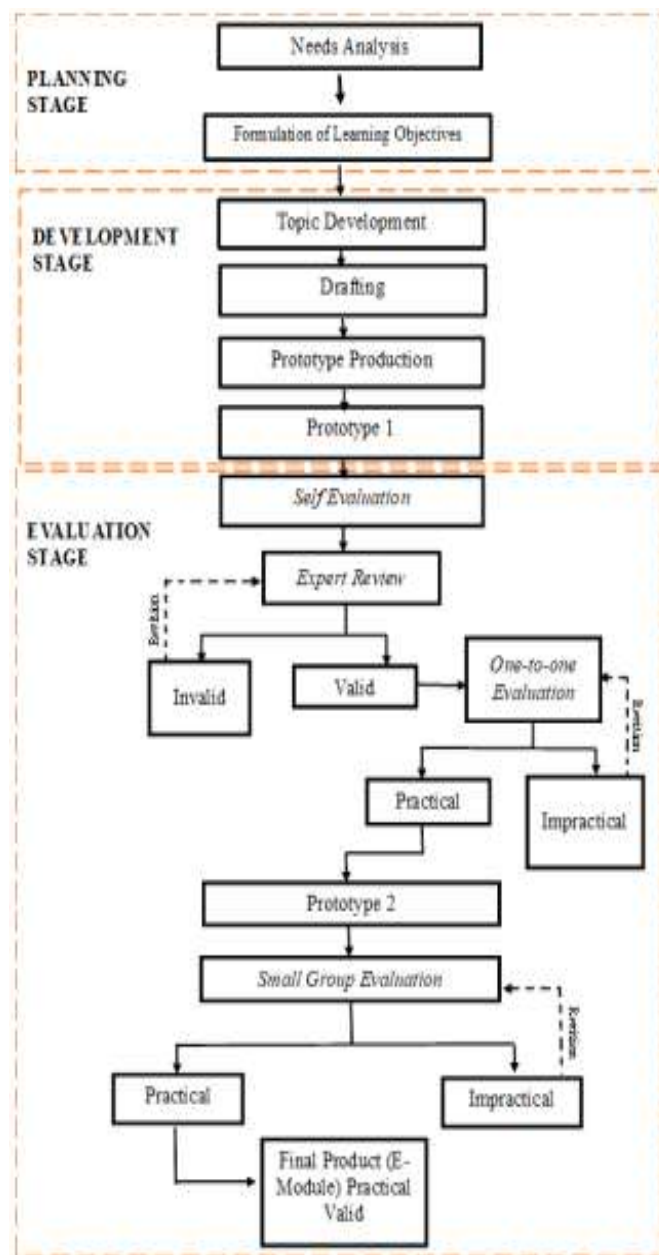 PLANNING
STAGE
Needs Analysis
Formulation of Learning Objectives
DEVELOPMENT
STAGE
Topic Development
Drafting
Prototype Production
Prototype 1
EVALUATION
STAGE
Self Evaluation
Expert Review
Revision
Invalid
Valid
One-to-one
Evaluation
Revision
Practical
Impractical
Prototype 2
Small Group Evaluation
Revision
Practical
Impractical
Final Product (E-
Module) Practical
Valid